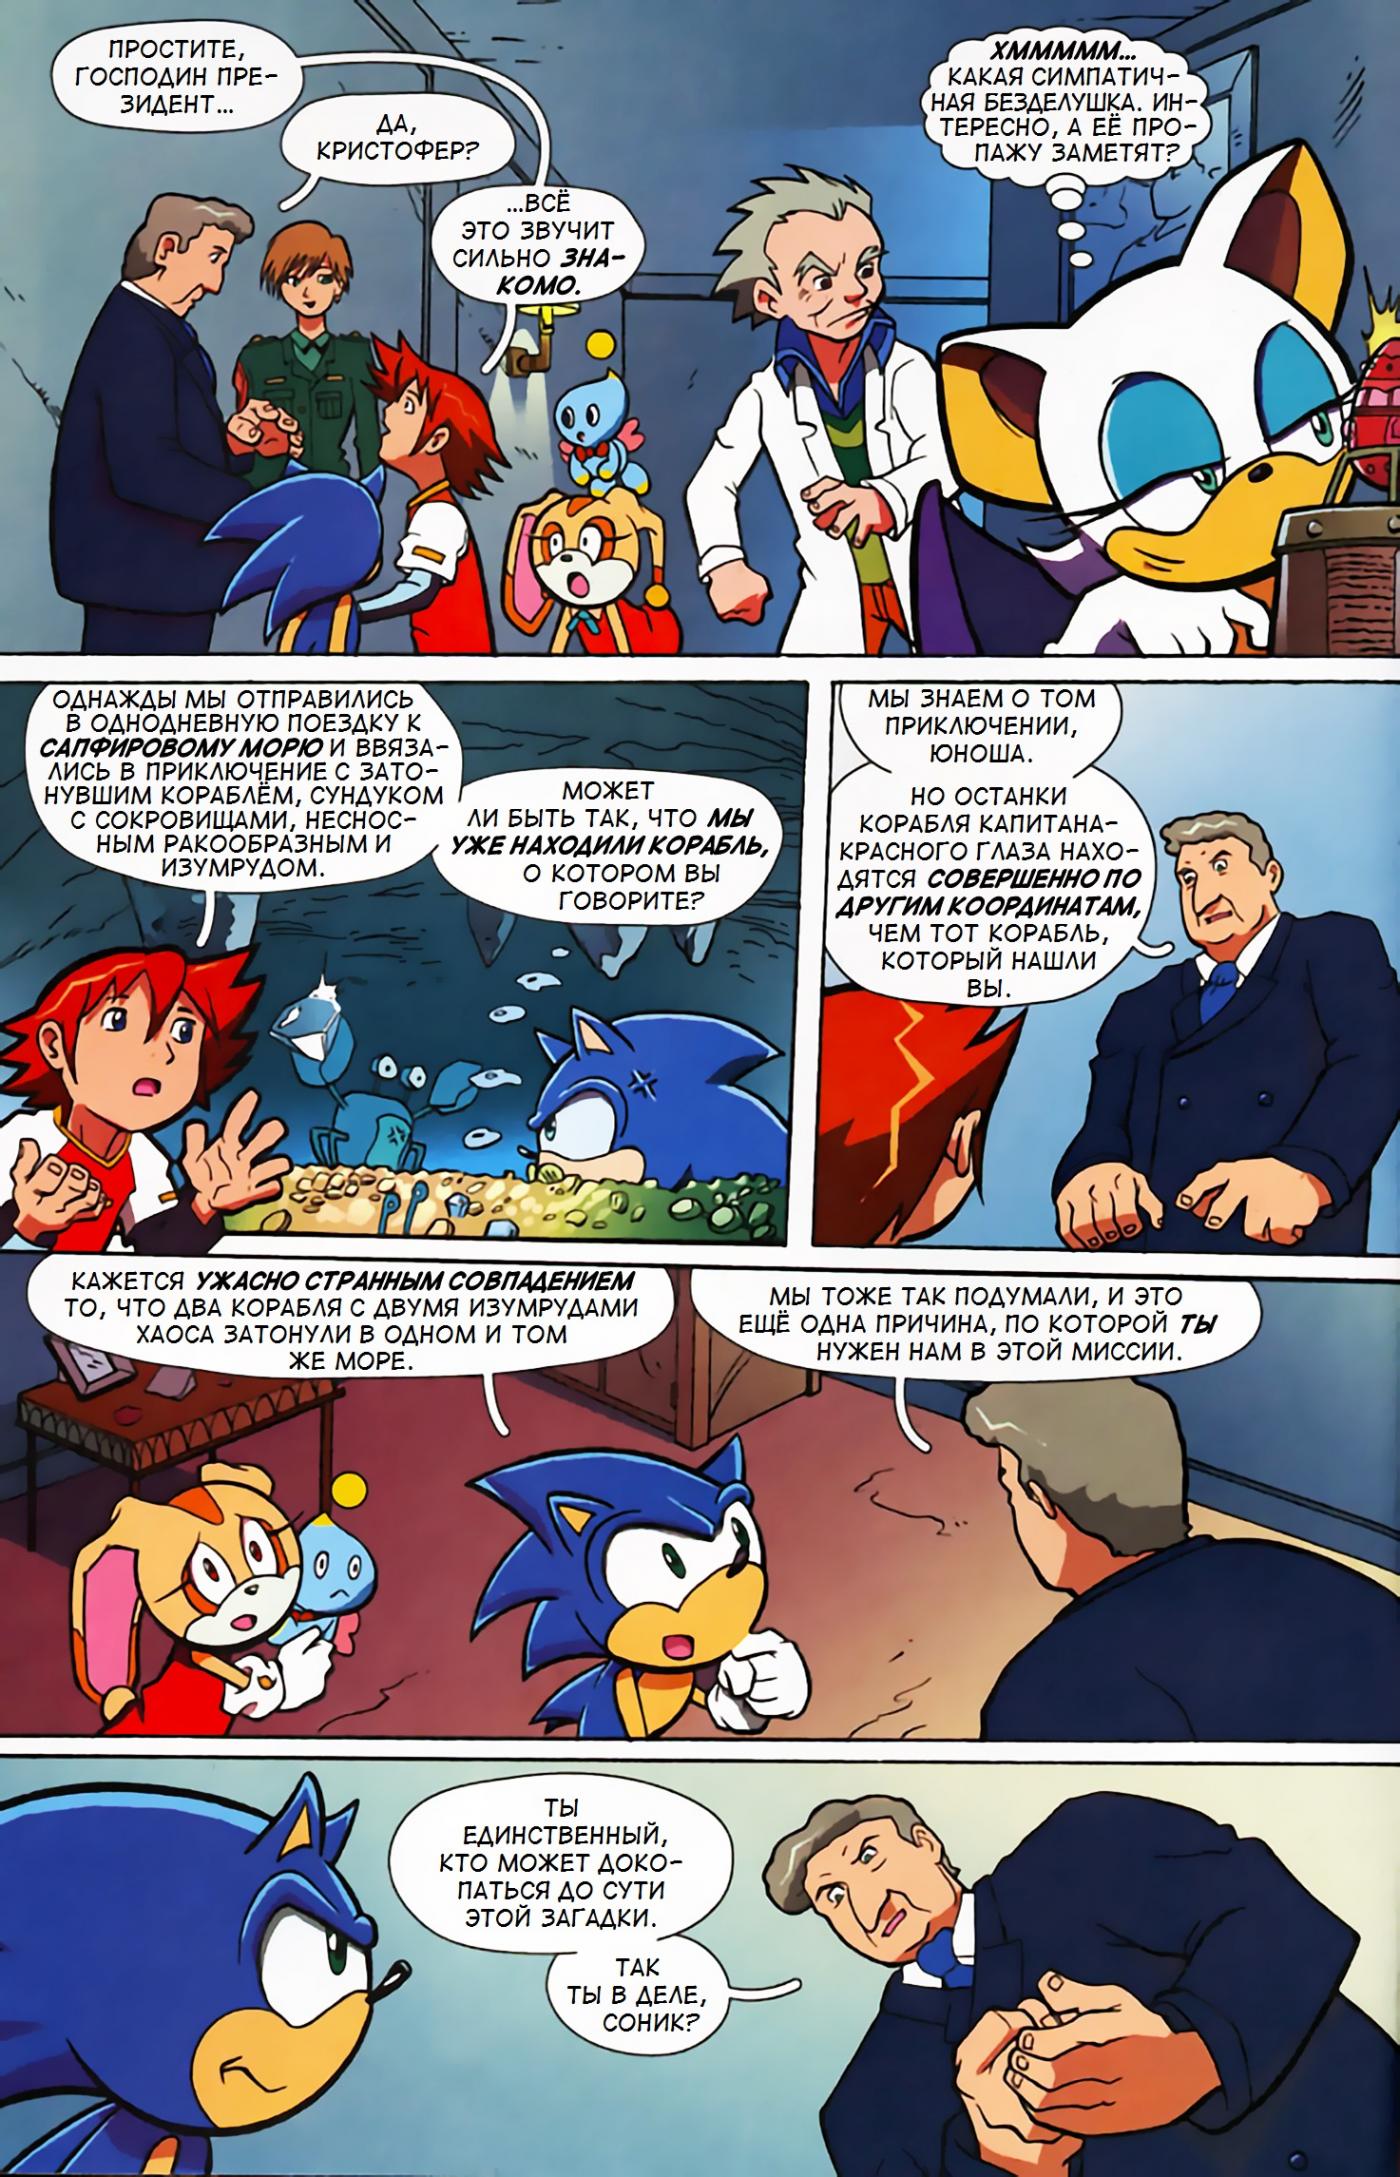 ПРОСТИТЕ,
ГОСПОДИН ПРЕ-
ЗИДЕНТ...
ДА,
КРИСТОФЕР?
...ВСЁ
ЭТО ЗВУЧИТ
СИЛЬНО ЗНА-
КОМО.
ХМММММ...
КАКАЯ СИМПАТИЧ-
НАЯ БЕЗДЕЛУШКА. ИН-
ТЕРЕСНО, А ЕЁ ПРО-
ПАЖУ ЗАМЕТЯТ?
ОДНАЖДЫ МЫ ОТПРАВИЛИСЬ
В ОДНОДНЕВНУЮ ПОЕЗДКУ К
САПФИРОВОМУ МОРЮ И ВВЯЗА-
ЛИСЬ В ПРИКЛЮЧЕНИЕ С ЗАТО-
НУВШИМ КОРАБЛЁМ, СУНДУКОМ
С СОКРОВИЩАМИ, НЕСНОС-
НЫМ РАКООБРАЗНЫМ И
ИЗУМРУДОМ.
МОЖЕТ
ЛИ БЫТЬ ТАК, ЧТО МЫ
УЖЕ НАХОДИЛИ КОРАБЛЬ,
О КОТОРОМ ВЫ
ГОВОРИТЕ?
МЫ ЗНАЕМ О ТОМ
ПРИКЛЮЧЕНИИ,
ЮНОША.
НО ОСТАНКИ
КОРАБЛЯ КАПИТАНА-
КРАСНОГО ГЛАЗА НАХО-
ДЯТСЯ СОВЕРШЕННО ПО
ДРУГИМ КООРДИНАТАМ,
ЧЕМ ТОТ КОРАБЛЬ,
КОТОРЫЙ НАШЛИ
ВЫ.
КАЖЕТСЯ УЖАСНО СТРАННЫМ СОВПАДЕНИЕМ
ТО, ЧТО ДВА КОРАБЛЯ С ДВУМЯ ИЗУМРУДАМИ
ХАОСА ЗАТОНУЛИ В ОДНОМ И ТОМ
ЖЕ МОРЕ.
МЫ ТОЖЕ ТАК ПОДУМАЛИ, И ЭТО
ЕЩЁ ОДНА ПРИЧИНА, ПО КОТОРОЙ ТЫ
НУЖЕН НАМ В ЭТОЙ МИССИИ.
ТЫ
ЕДИНСТВЕННЫЙ,
КТО МОЖЕТ ДОКО-
ПАТЬСЯ ДО СУТИ
ЭТОЙ ЗАГАДКИ.
ТАК
ТЫ В ДЕЛЕ,
СОНИК?